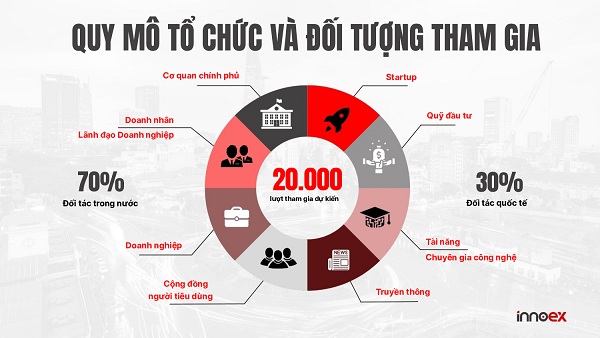 QUY MÔ TỔ CHỨC VÀ ĐỐI TƯỢNG THAM GIA
Cơ quan chính phủ
Startup
Doanh nhân
Lãnh đạo Doanh nghiệp
Quỹ đầu tư
70%
Đối tác trong nước
20.000
lượt tham gia dự kiến
30%
Đối tác quốc tế
Doanh nghiệp
Tài năng
Chuyên gia công nghệ
Cộng đồng
người tiêu dùng
NEWS
Truyền thông
innoex